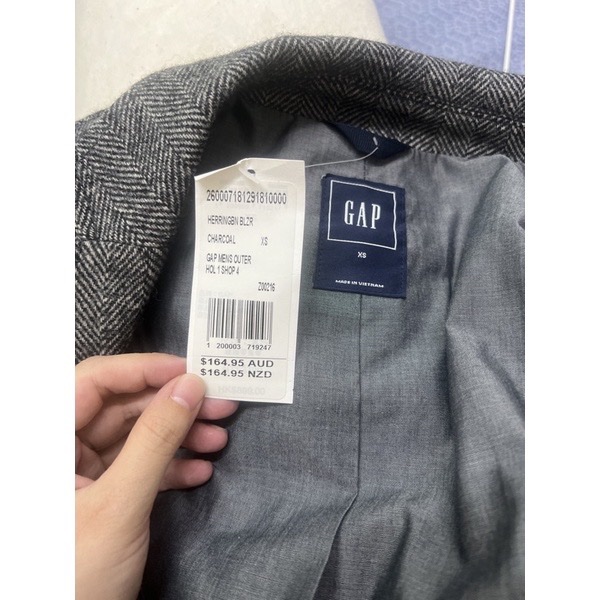 260007181291810000
HERRINGBN BLZR
CHARCOAL XS
GAP MENS OUTER
HOL 1 SHOP 4
Z00216
1 200003 719247
$164.95 AUD
$164.95 NZD
GAP
XS
MADE IN VIETNAM